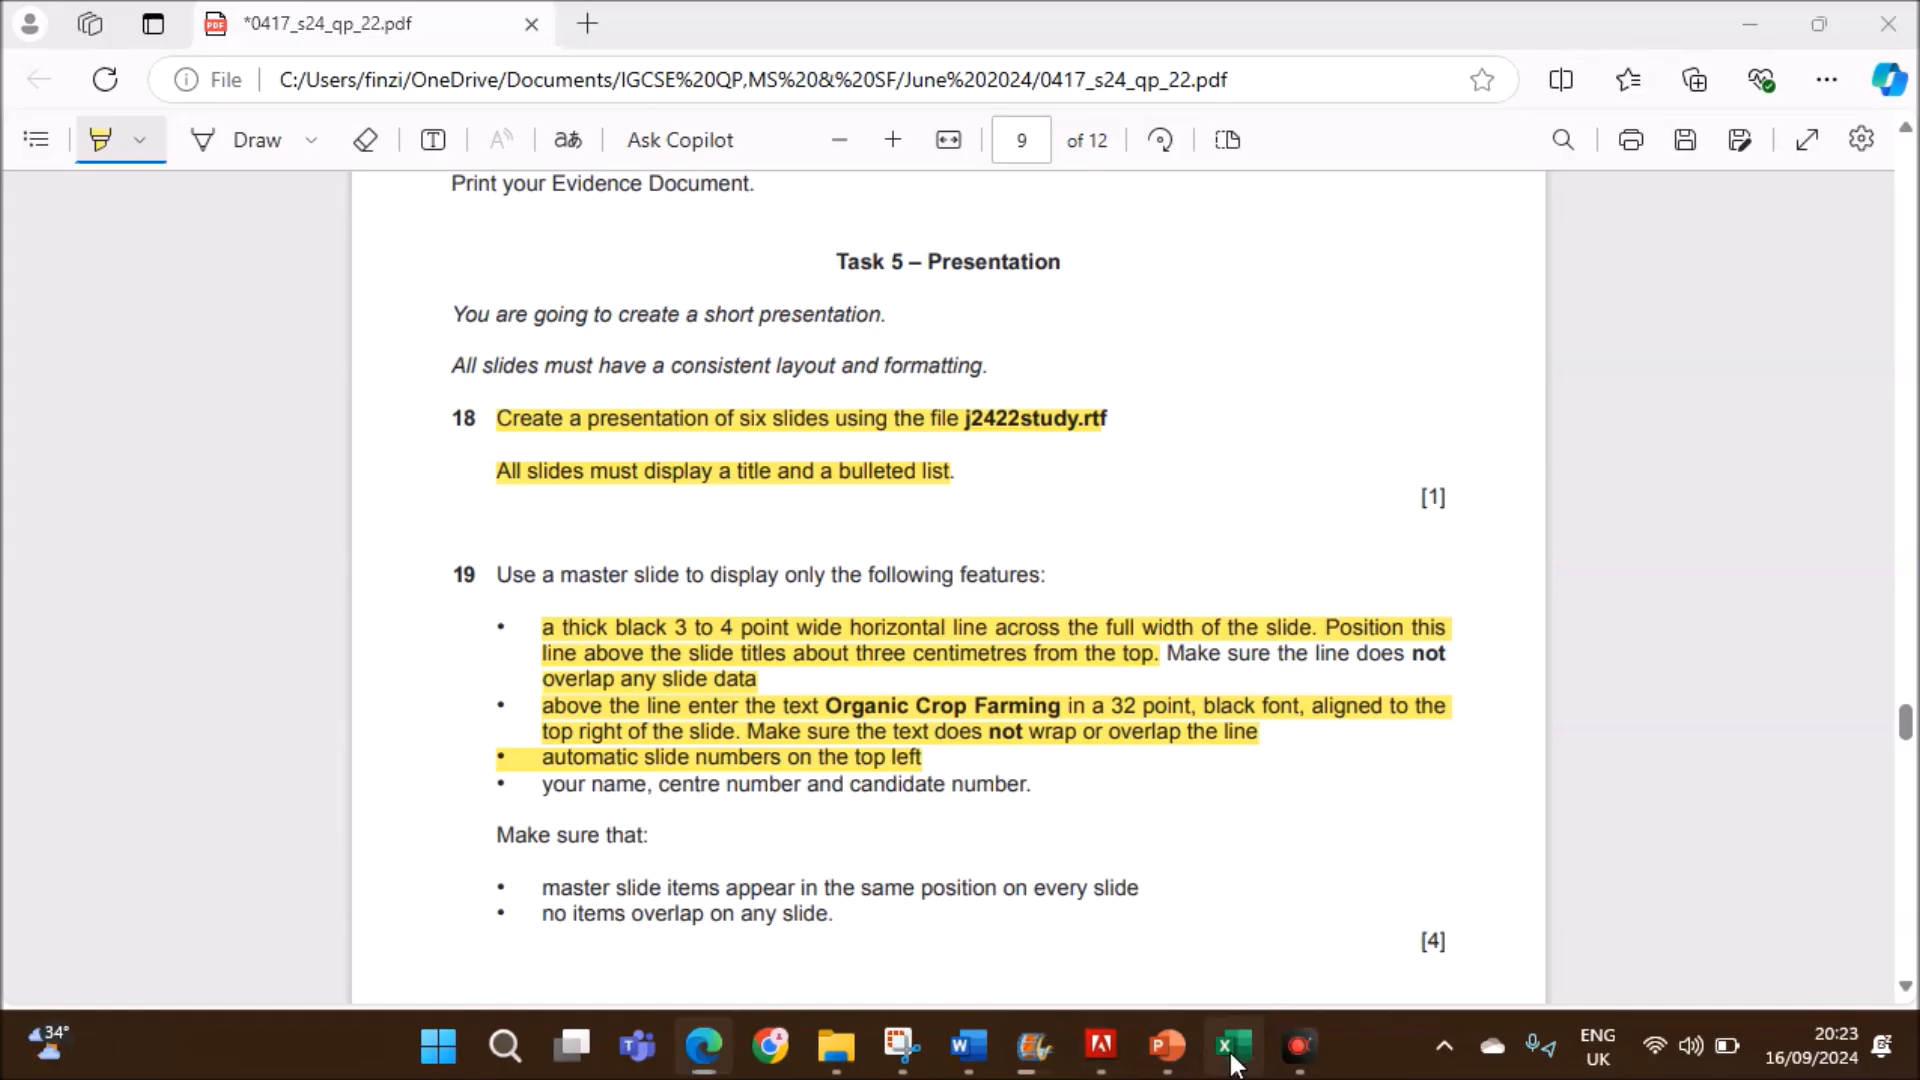 *0417_s24_qp_22.pdf
File
C:/Users/finzi/OneDrive/Documents/IGCSE%20QP,MS%20&%20SF/June%202024/0417_s24_qp_22.pdf
Draw
Ask Copilot
9
of 12
Print your Evidence Document.
Task 5 – Presentation
You are going to create a short presentation.
All slides must have a consistent layout and formatting.
18 Create a presentation of six slides using the file j2422study.rtf
All slides must display a title and a bulleted list.
[1]
19 Use a master slide to display only the following features:
• a thick black 3 to 4 point wide horizontal line across the full width of the slide. Position this
line above the slide titles about three centimetres from the top. Make sure the line does not
overlap any slide data
• above the line enter the text Organic Crop Farming in a 32 point, black font, aligned to the
top right of the slide. Make sure the text does not wrap or overlap the line
• automatic slide numbers on the top left
• your name, centre number and candidate number.
Make sure that:
• master slide items appear in the same position on every slide
• no items overlap on any slide.
[4]
34°
ENG
UK
20:23
16/09/2024